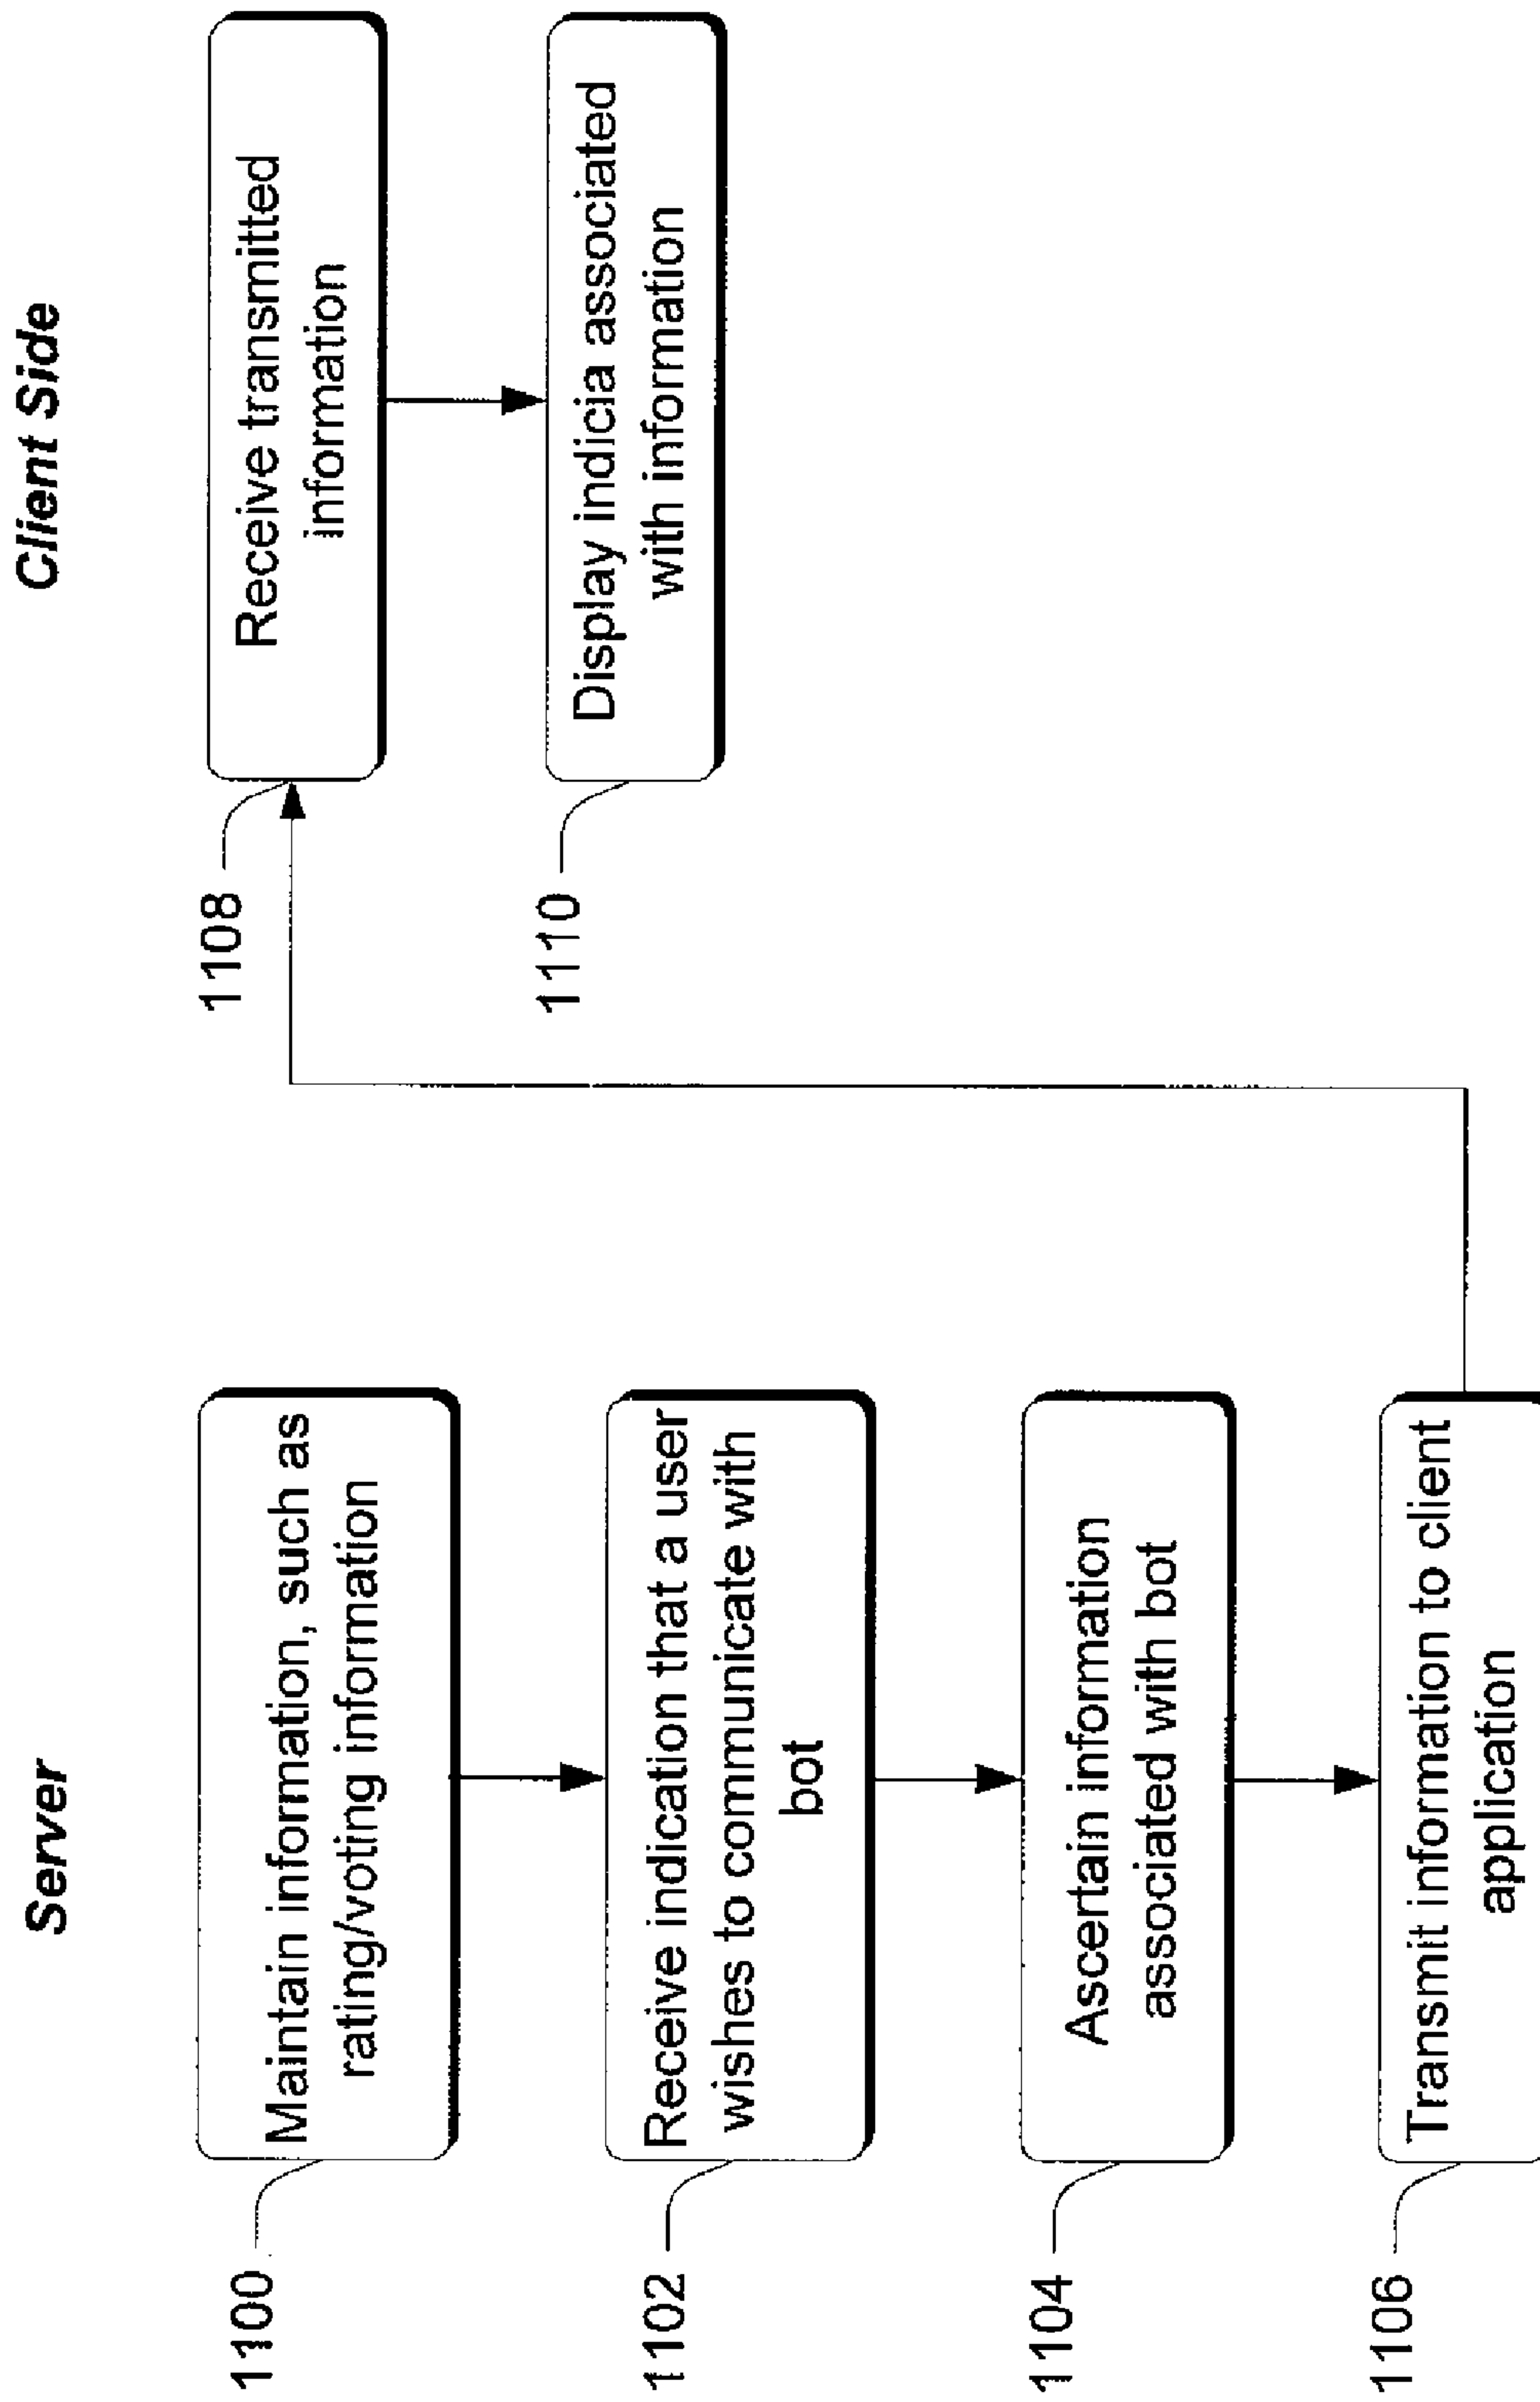 Server
1100
Maintain information, such as
rating/voting information
1102
Receive indication that a user
wishes to communicate with
bot
1104
Ascertain information
associated with bot
1106
Transmit information to client
application
Client Side
1108
Receive transmitted
information
1110
Display indicia associated
with information